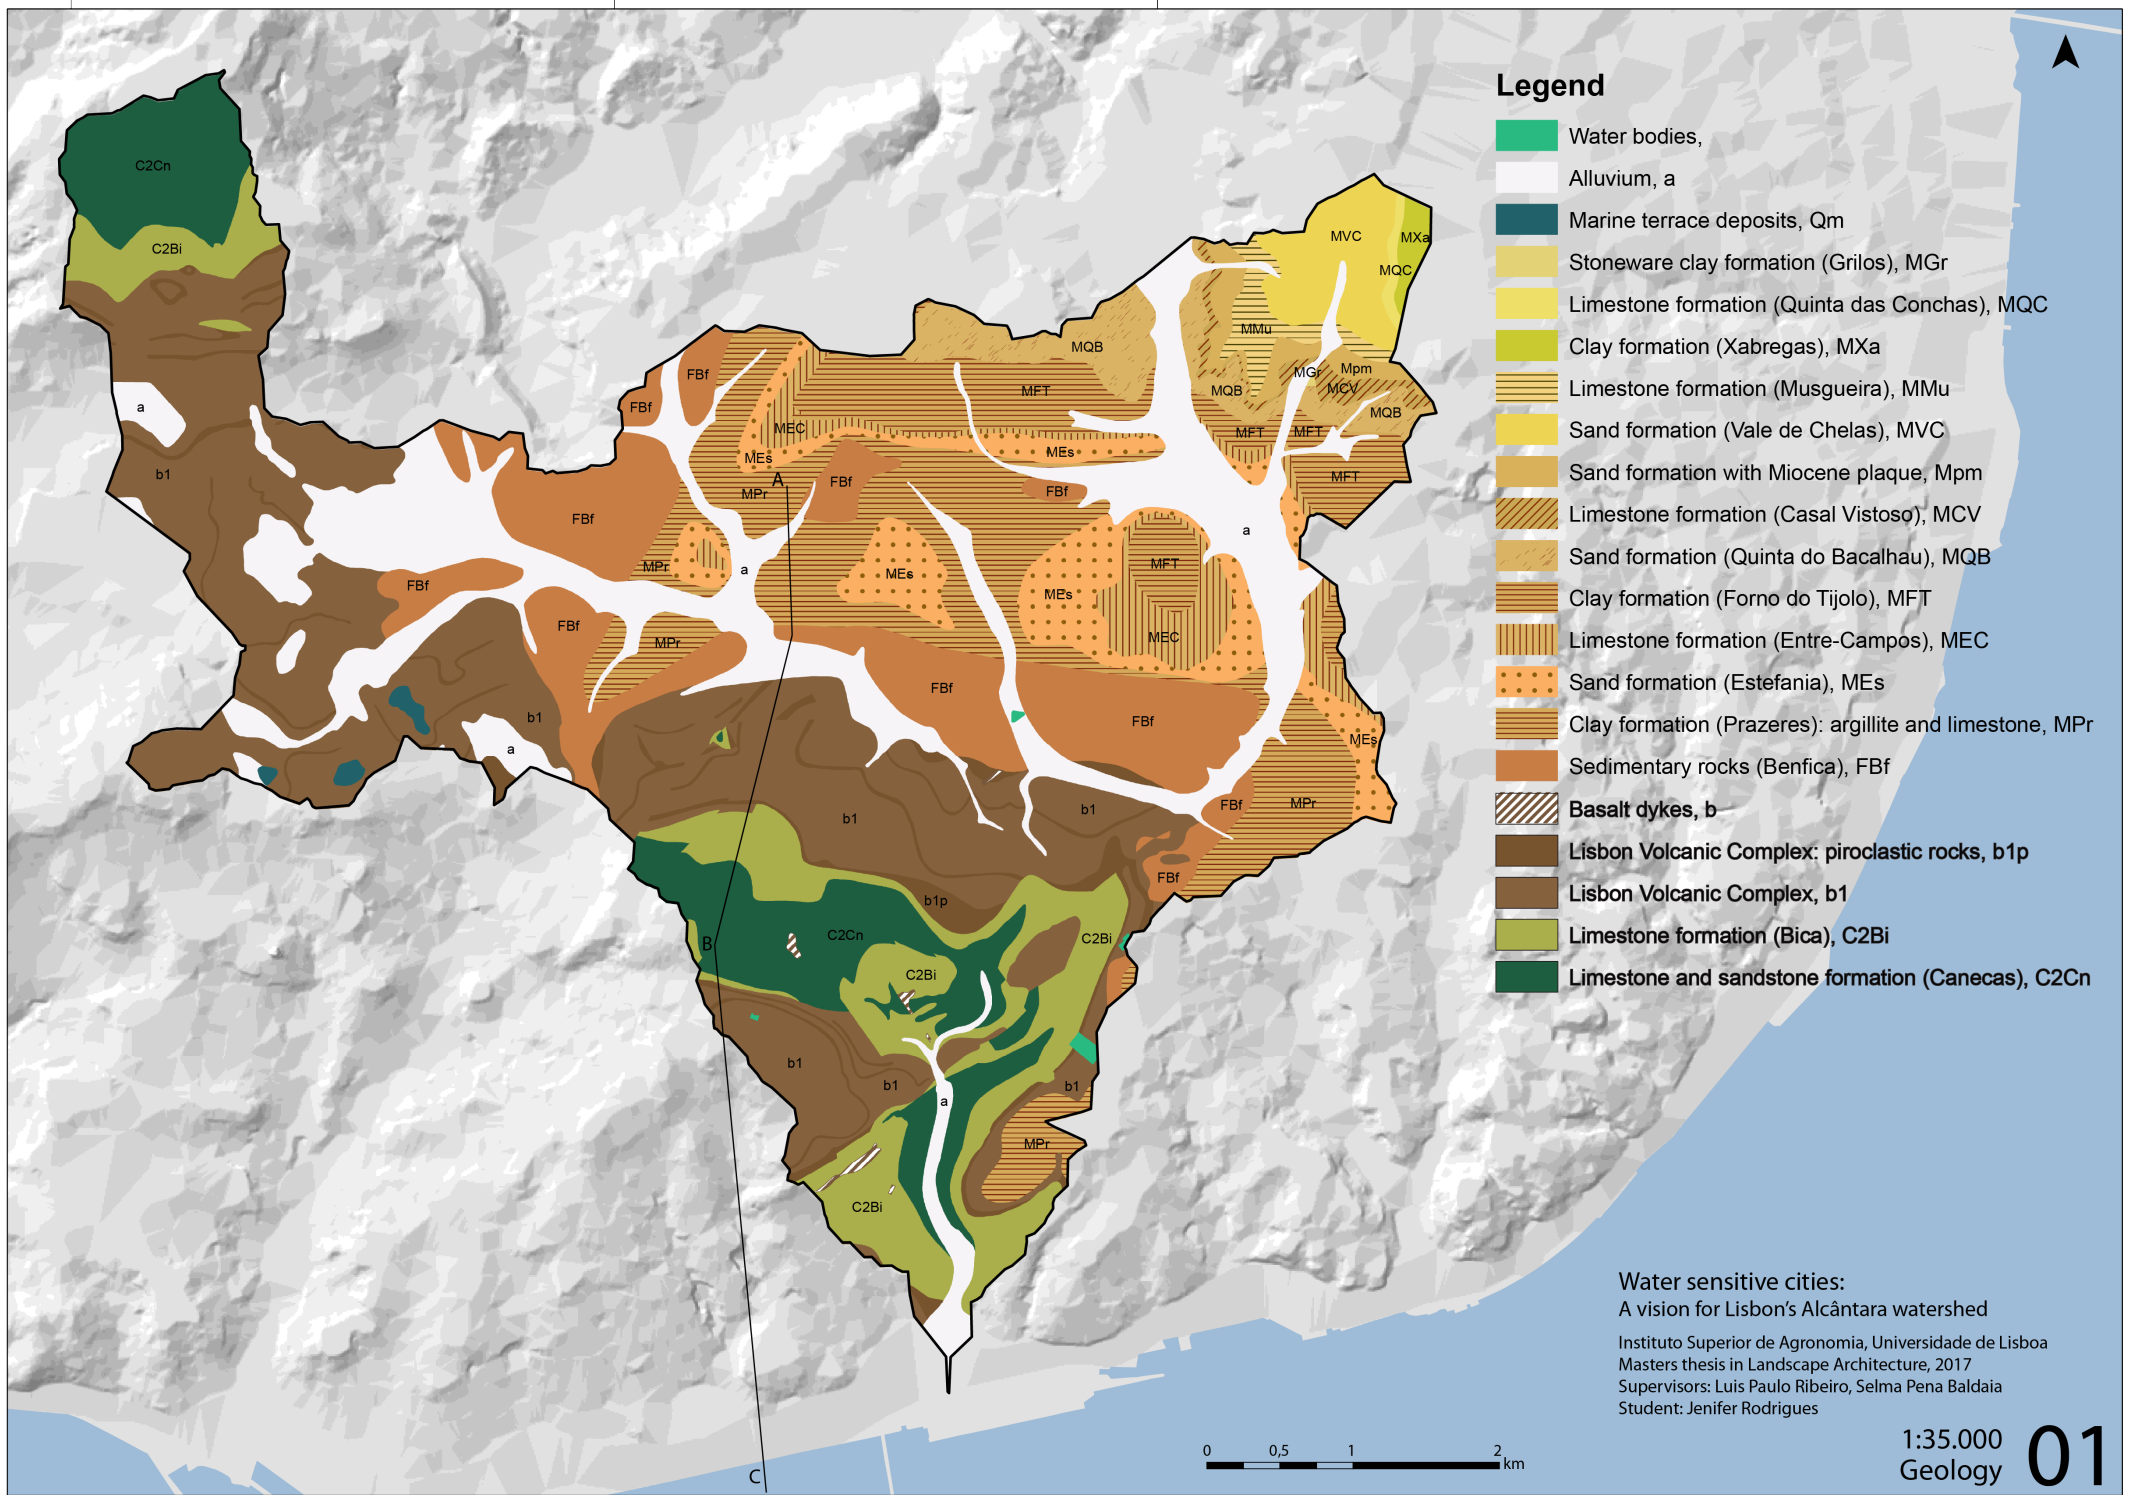 Legend
Water bodies,
Alluvium, a
Marine terrace deposits, Qm
Stoneware clay formation (Grilos), MGr
Limestone formation (Quinta das Conchas), MQC
Clay formation (Xabregas), MXa
Limestone formation (Musgueira), MMu
Sand formation (Vale de Chelas), MVC
Sand formation with Miocene plaque, Mpm
Limestone formation (Casal Vistoso), MCV
Sand formation (Quinta do Bacalhau), MQB
Clay formation (Forno do Tijolo), MFT
Limestone formation (Entre-Campos), MEC
Sand formation (Estefania), MEs
Clay formation (Prazeres): argillite and limestone, MPr
Sedimentary rocks (Benfica), FBf
Basalt dykes, b
Lisbon Volcanic Complex: piroclastic rocks, b1p
Lisbon Volcanic Complex, b1
Limestone formation (Bica), C2Bi
Limestone and sandstone formation (Canecas), C2Cn
C2Cn
C2Bi
MVC
MXa
MQC
MMu
MQB
MGr
Mpm
MCV
FBf
MFT
MQB
FBf
a
MQB
MEC
MFT
MFT
MEs
MEs
b1
A
FBf
MFT
MPr
FBf
FBf
a
MPr
a
MEs
MFT
FBf
MEs
FBf
MPr
MEC
FBf
b1
FBf
MEs
a
b1
b1
FBf
MPr
FBf
b1p
B
C2Cn
C2Bi
C2Bi
b1
b1
b1
a
MPr
C2Bi
C
Water sensitive cities:
A vision for Lisbon's Alcântara watershed
Instituto Superior de Agronomia, Universidade de Lisboa
Masters thesis in Landscape Architecture, 2017
Supervisors: Luis Paulo Ribeiro, Selma Pena Baldaia
Student: Jenifer Rodrigues
0 0,5 1 2
km
1:35.000
Geology
01